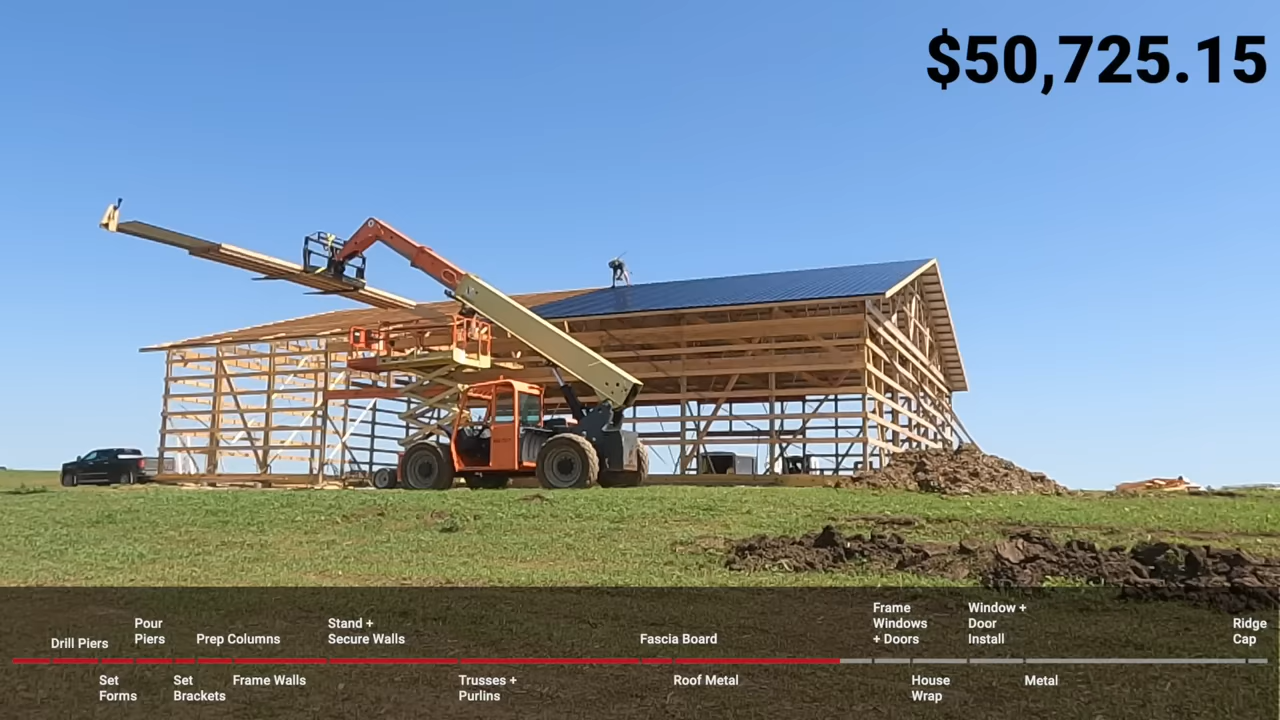 $50,725.15
Frame
Windows
+ Doors
Window +
Door
Install
Pour
Piers
Stand +
Secure Walls
Ridge
Cap
Drill Piers
Prep Columns
Fascia Board
Set
Forms
Set
Brackets
Frame Walls
Trusses +
Purlins
Roof Metal
House
Wrap
Metal